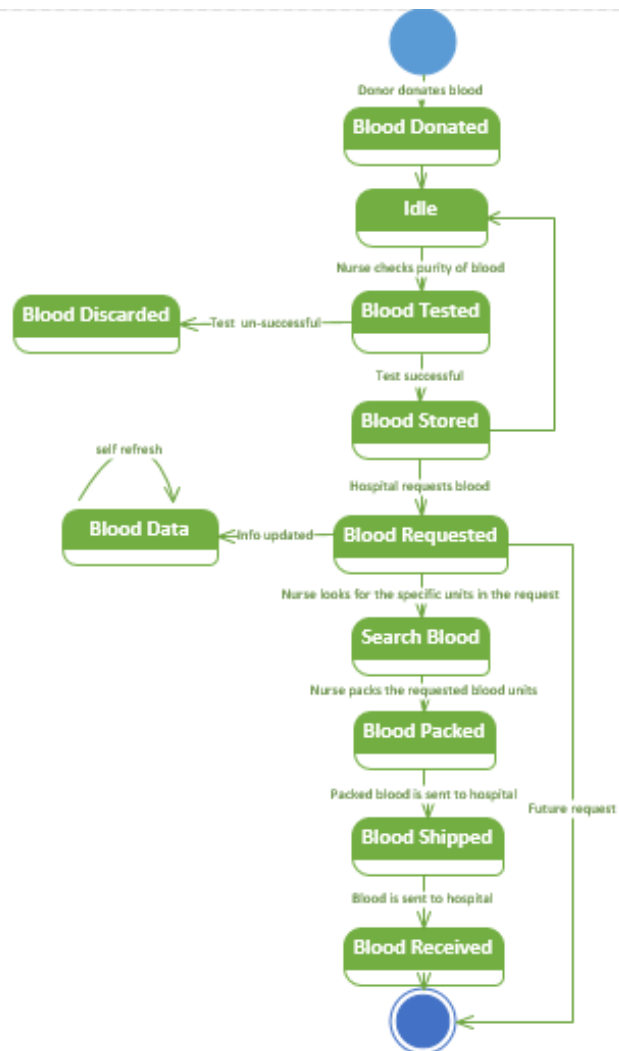 Donor donates blood
Blood Donated
Idle
Nurse checks purity of blood
Blood Discarded
Test un-successful
Blood Tested
Test successful
Blood Stored
self refresh
Hospital requests blood
Blood Data
Info updated
Blood Requested
Nurse looks for the specific units in the request
Search Blood
Nurse packs the requested blood units
Blood Packed
Packed blood is sent to hospital
Future request
Blood Shipped
Blood is sent to hospital
Blood Received